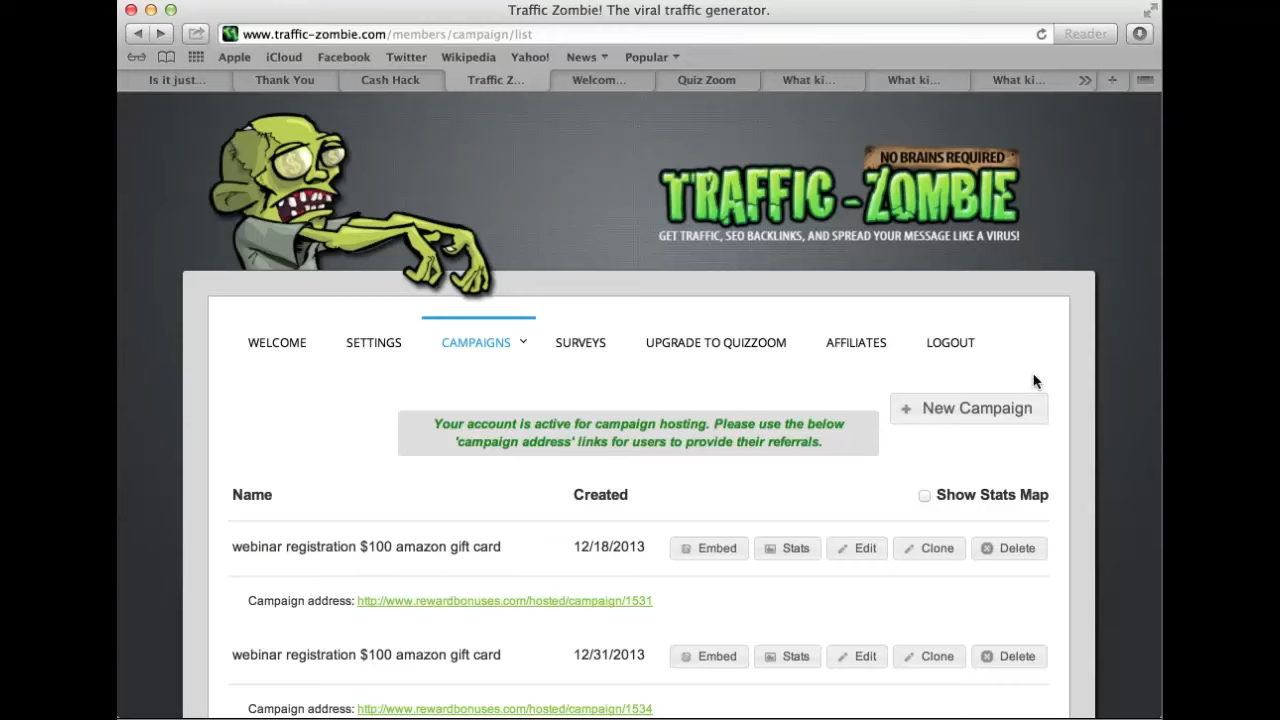 Traffic Zombie! The viral traffic generator.
www.traffic-zombie.com/members/campaign/list
Reader
Apple iCloud Facebook Twitter Wikipedia Yahoo! News Popular
Is it just... Thank You Cash Hack Traffic Z... Welcom... Quiz Zoom What ki... What ki... What ki...
NO BRAINS REQUIRED
TRAFFIC - ZOMBIE
GET TRAFFIC, SEO BACKLINKS, AND SPREAD YOUR MESSAGE LIKE A VIRUS!
WELCOME SETTINGS CAMPAIGNS SURVEYS UPGRADE TO QUIZZOOM AFFILIATES LOGOUT
+ New Campaign
Your account is active for campaign hosting. Please use the below
'campaign address' links for users to provide their referrals.
Name Created Show Stats Map
webinar registration $100 amazon gift card 12/18/2013 Embed Stats Edit Clone Delete
Campaign address: http://www.rewardbonuses.com/hosted/campaign/1531
webinar registration $100 amazon gift card 12/31/2013 Embed Stats Edit Clone Delete
Campaign address: http://www.rewardbonuses.com/hosted/campaign/1534